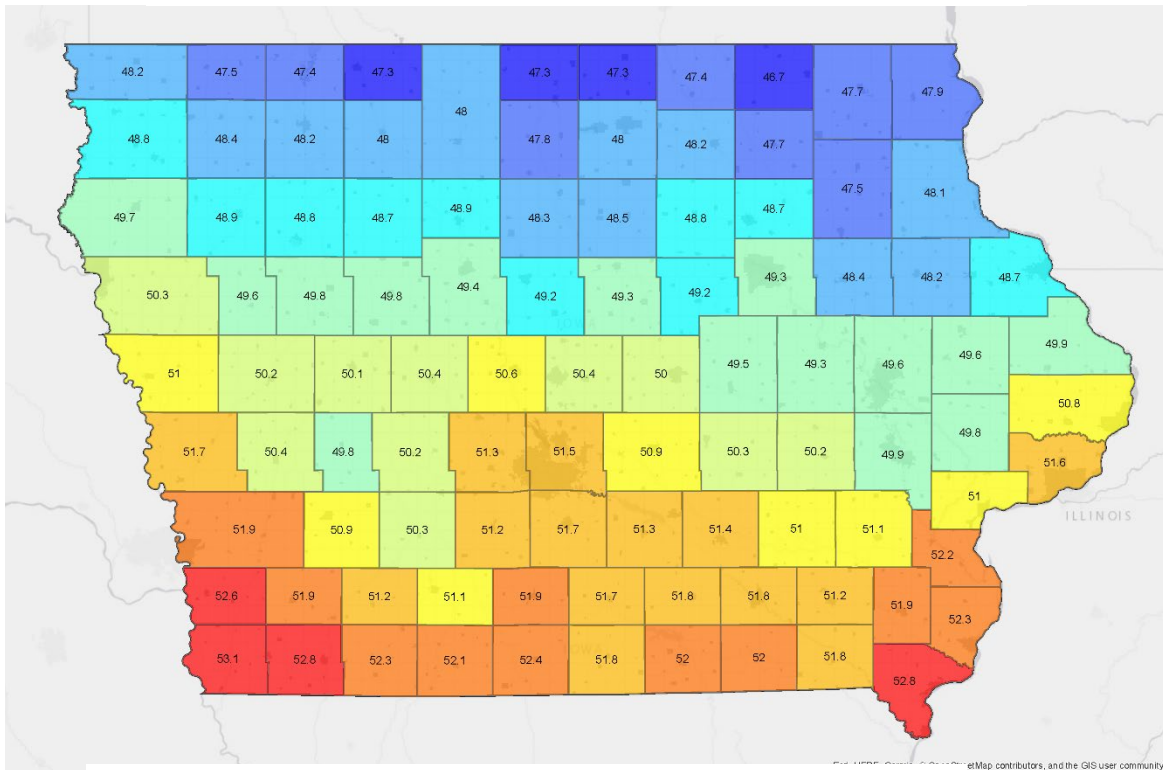 48.2 47.5 47.4 47.3 48 47.3 47.3 47.4 46.7 47.7 47.9
48.8 48.4 48.2 48 47.8 48 48.2 47.7
47.5 48.1
49.7 48.9 48.8 48.7 48.9 48.3 48.5 48.8 48.7
50.3 49.6 49.8 49.8 49.4 49.2 49.3 49.2 49.3 48.4 48.2 48.7
51 50.2 50.1 50.4 50.6 50.4 50 49.5 49.3 49.6 49.6 49.9
50.8
51.7 50.4 49.8 50.2 51.3 51.5 50.9 50.3 50.2 49.9 49.8 51.6
51.9 50.9 50.3 51.2 51.7 51.3 51.4 51 51.1 51
ILLINOIS
52.2
52.6 51.9 51.2 51.1 51.9 51.7 51.8 51.8 51.2 51.9 52.3
53.1 52.8 52.3 52.1 52.4 51.8 52 52 51.8 52.8
etMap contributors, and the GIS user community